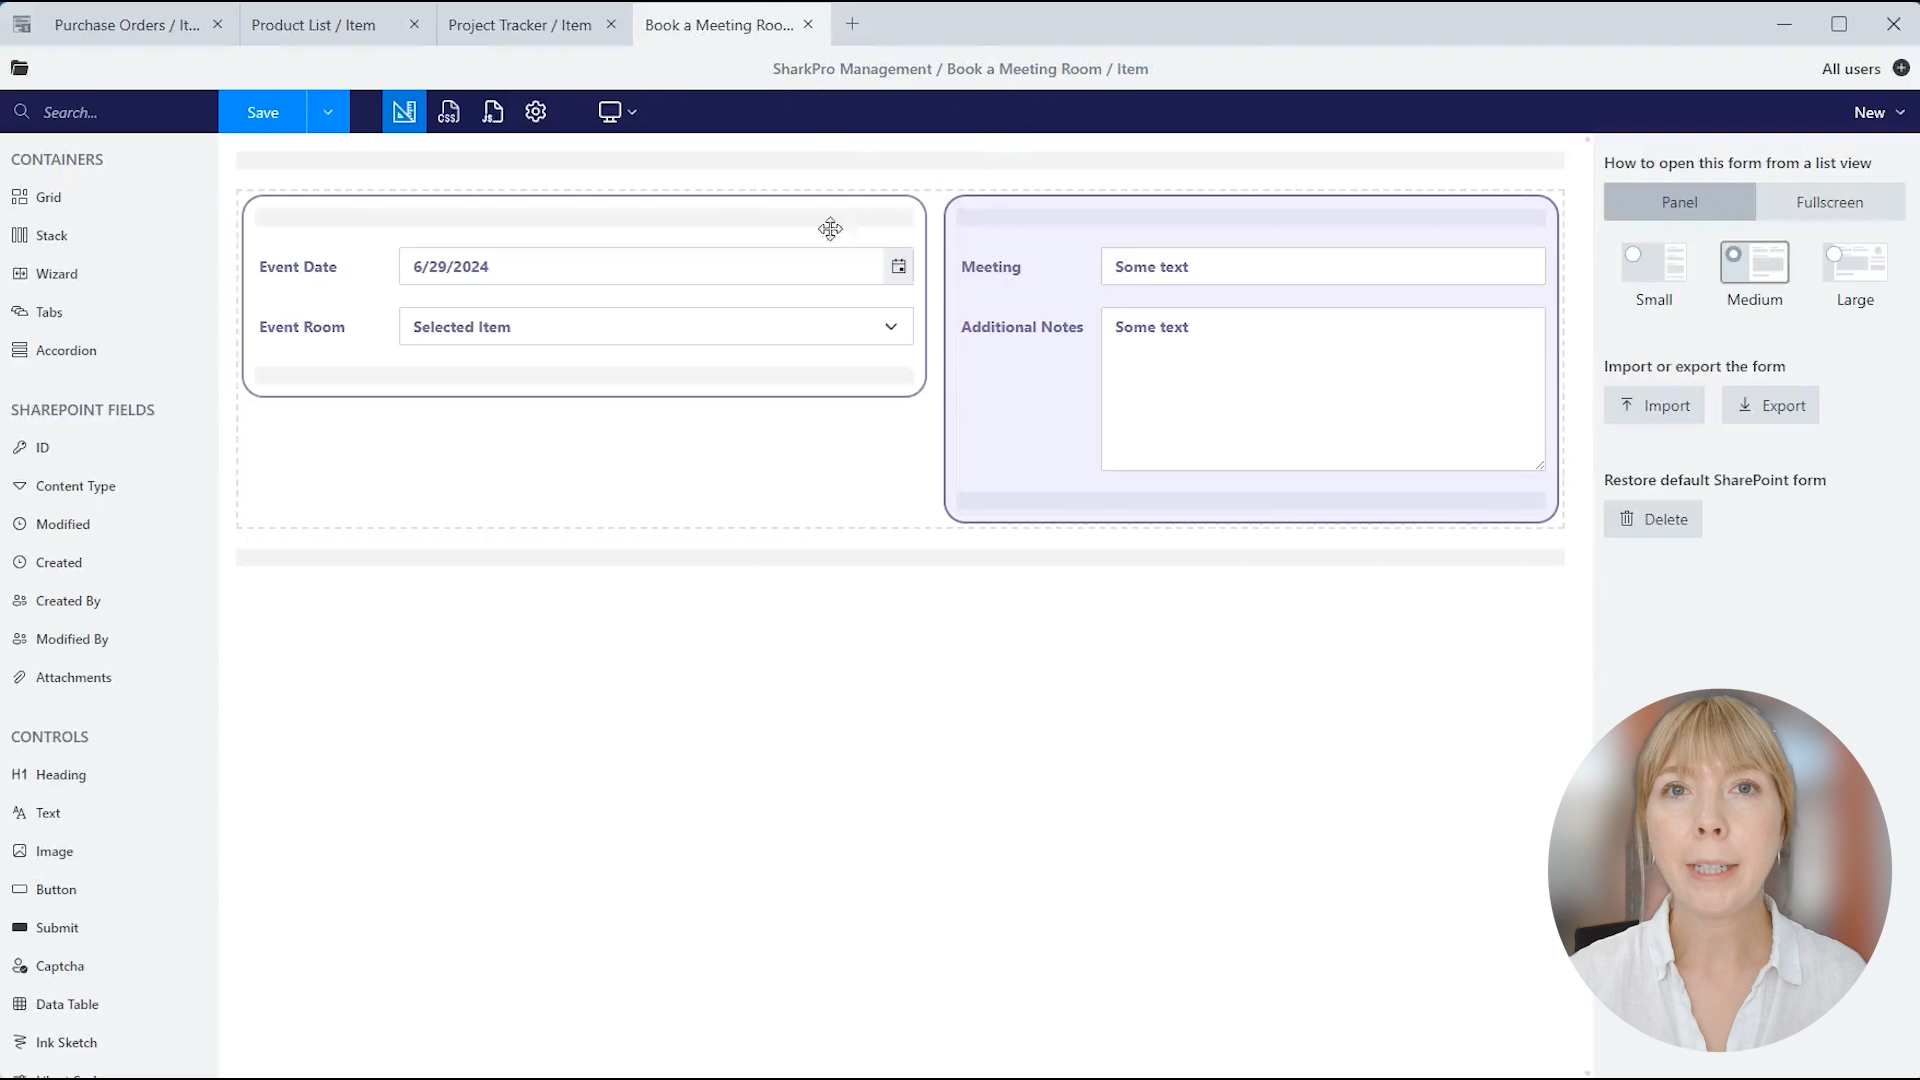 Purchase Orders / It...
Product List / Item
Project Tracker / Item
Book a Meeting Roo...
SharkPro Management / Book a Meeting Room / Item
All users
Search...
Save
CSS
JS
New
CONTAINERS
Grid
Stack
Wizard
Tabs
Accordion
SHAREPOINT FIELDS
ID
Content Type
Modified
Created
Created By
Modified By
Attachments
CONTROLS
H1 Heading
Text
Image
Button
Submit
Captcha
Data Table
Ink Sketch
Event Date
6/29/2024
Event Room
Selected Item
Meeting
Some text
Additional Notes
Some text
How to open this form from a list view
Panel
Fullscreen
Small
Medium
Large
Import or export the form
Import
Export
Restore default SharePoint form
Delete